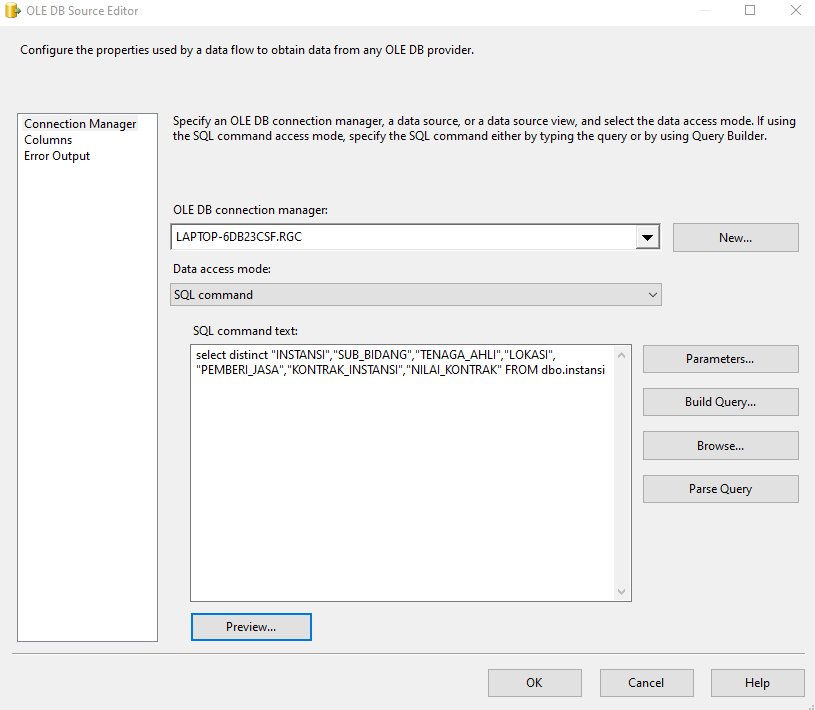 OLE DB Source Editor
Configure the properties used by a data flow to obtain data from any OLE DB provider.
Connection Manager
Columns
Error Output
Specify an OLE DB connection manager, a data source, or a data source view, and select the data access mode. If using
the SQL command access mode, specify the SQL command either by typing the query or by using Query Builder.
OLE DB connection manager:
LAPTOP-6DB23CSF.RGC
New...
Data access mode:
SQL command
SQL command text:
select distinct "INSTANSI","SUB_BIDANG","TENAGA_AHLI","LOKASI",
"PEMBERI_JASA","KONTRAK_INSTANSI","NILAI_KONTRAK" FROM dbo.instansi
Parameters...
Build Query...
Browse...
Parse Query
Preview...
OK
Cancel
Help